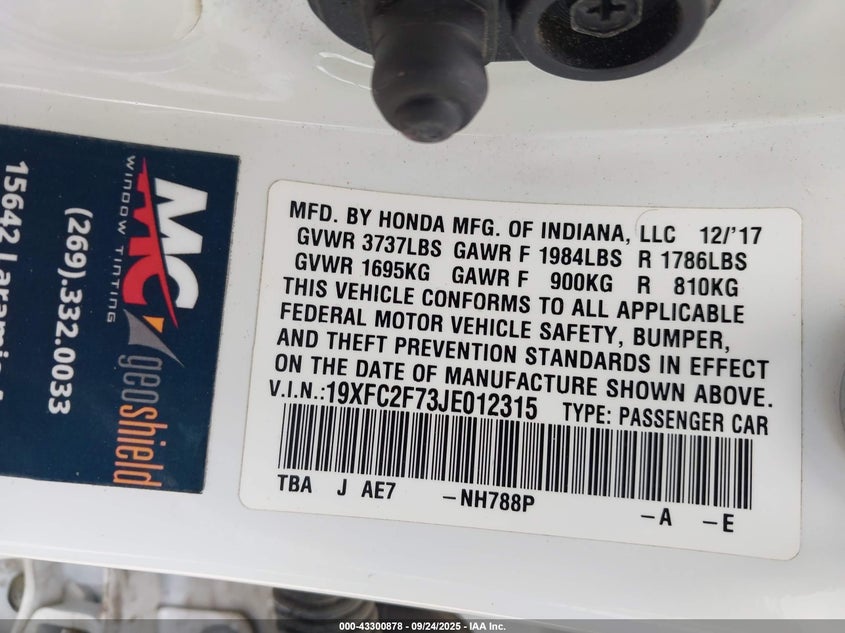 MFD. BY HONDA MFG. OF INDIANA, LLC 12/'17
GVWR 3737LBS GAWR F 1984LBS R 1786LBS
GVWR 1695KG GAWR F 900KG R 810KG
THIS VEHICLE CONFORMS TO ALL APPLICABLE
FEDERAL MOTOR VEHICLE SAFETY, BUMPER,
AND THEFT PREVENTION STANDARDS IN EFFECT
ON THE DATE OF MANUFACTURE SHOWN ABOVE.
V.I.N.:19XFC2F73JE012315 TYPE: PASSENGER CAR
TBA J AE7 -NH788P -A -E
MC
WINDOW TINTING
geoshield
(269).332.0033
15642
000-43300878 - 09/24/2025 - IAA Inc.